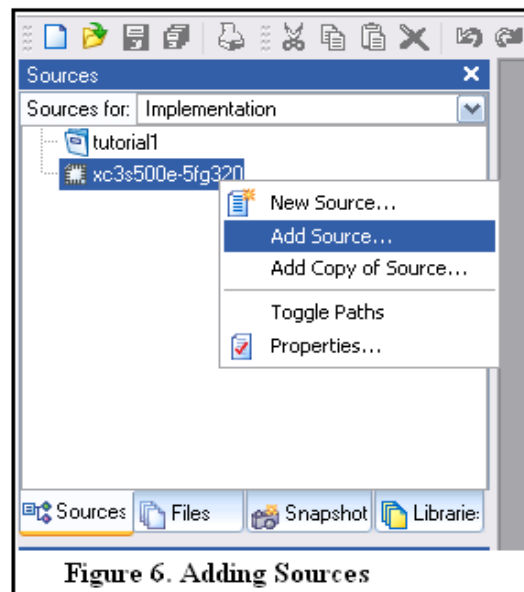 Sources
Sources for: Implementation
tutorial1
xc3s500e-5fg320
New Source...
Add Source...
Add Copy of Source...
Toggle Paths
Properties...
Sources Files Snapshot Librarie:
Figure 6. Adding Sources